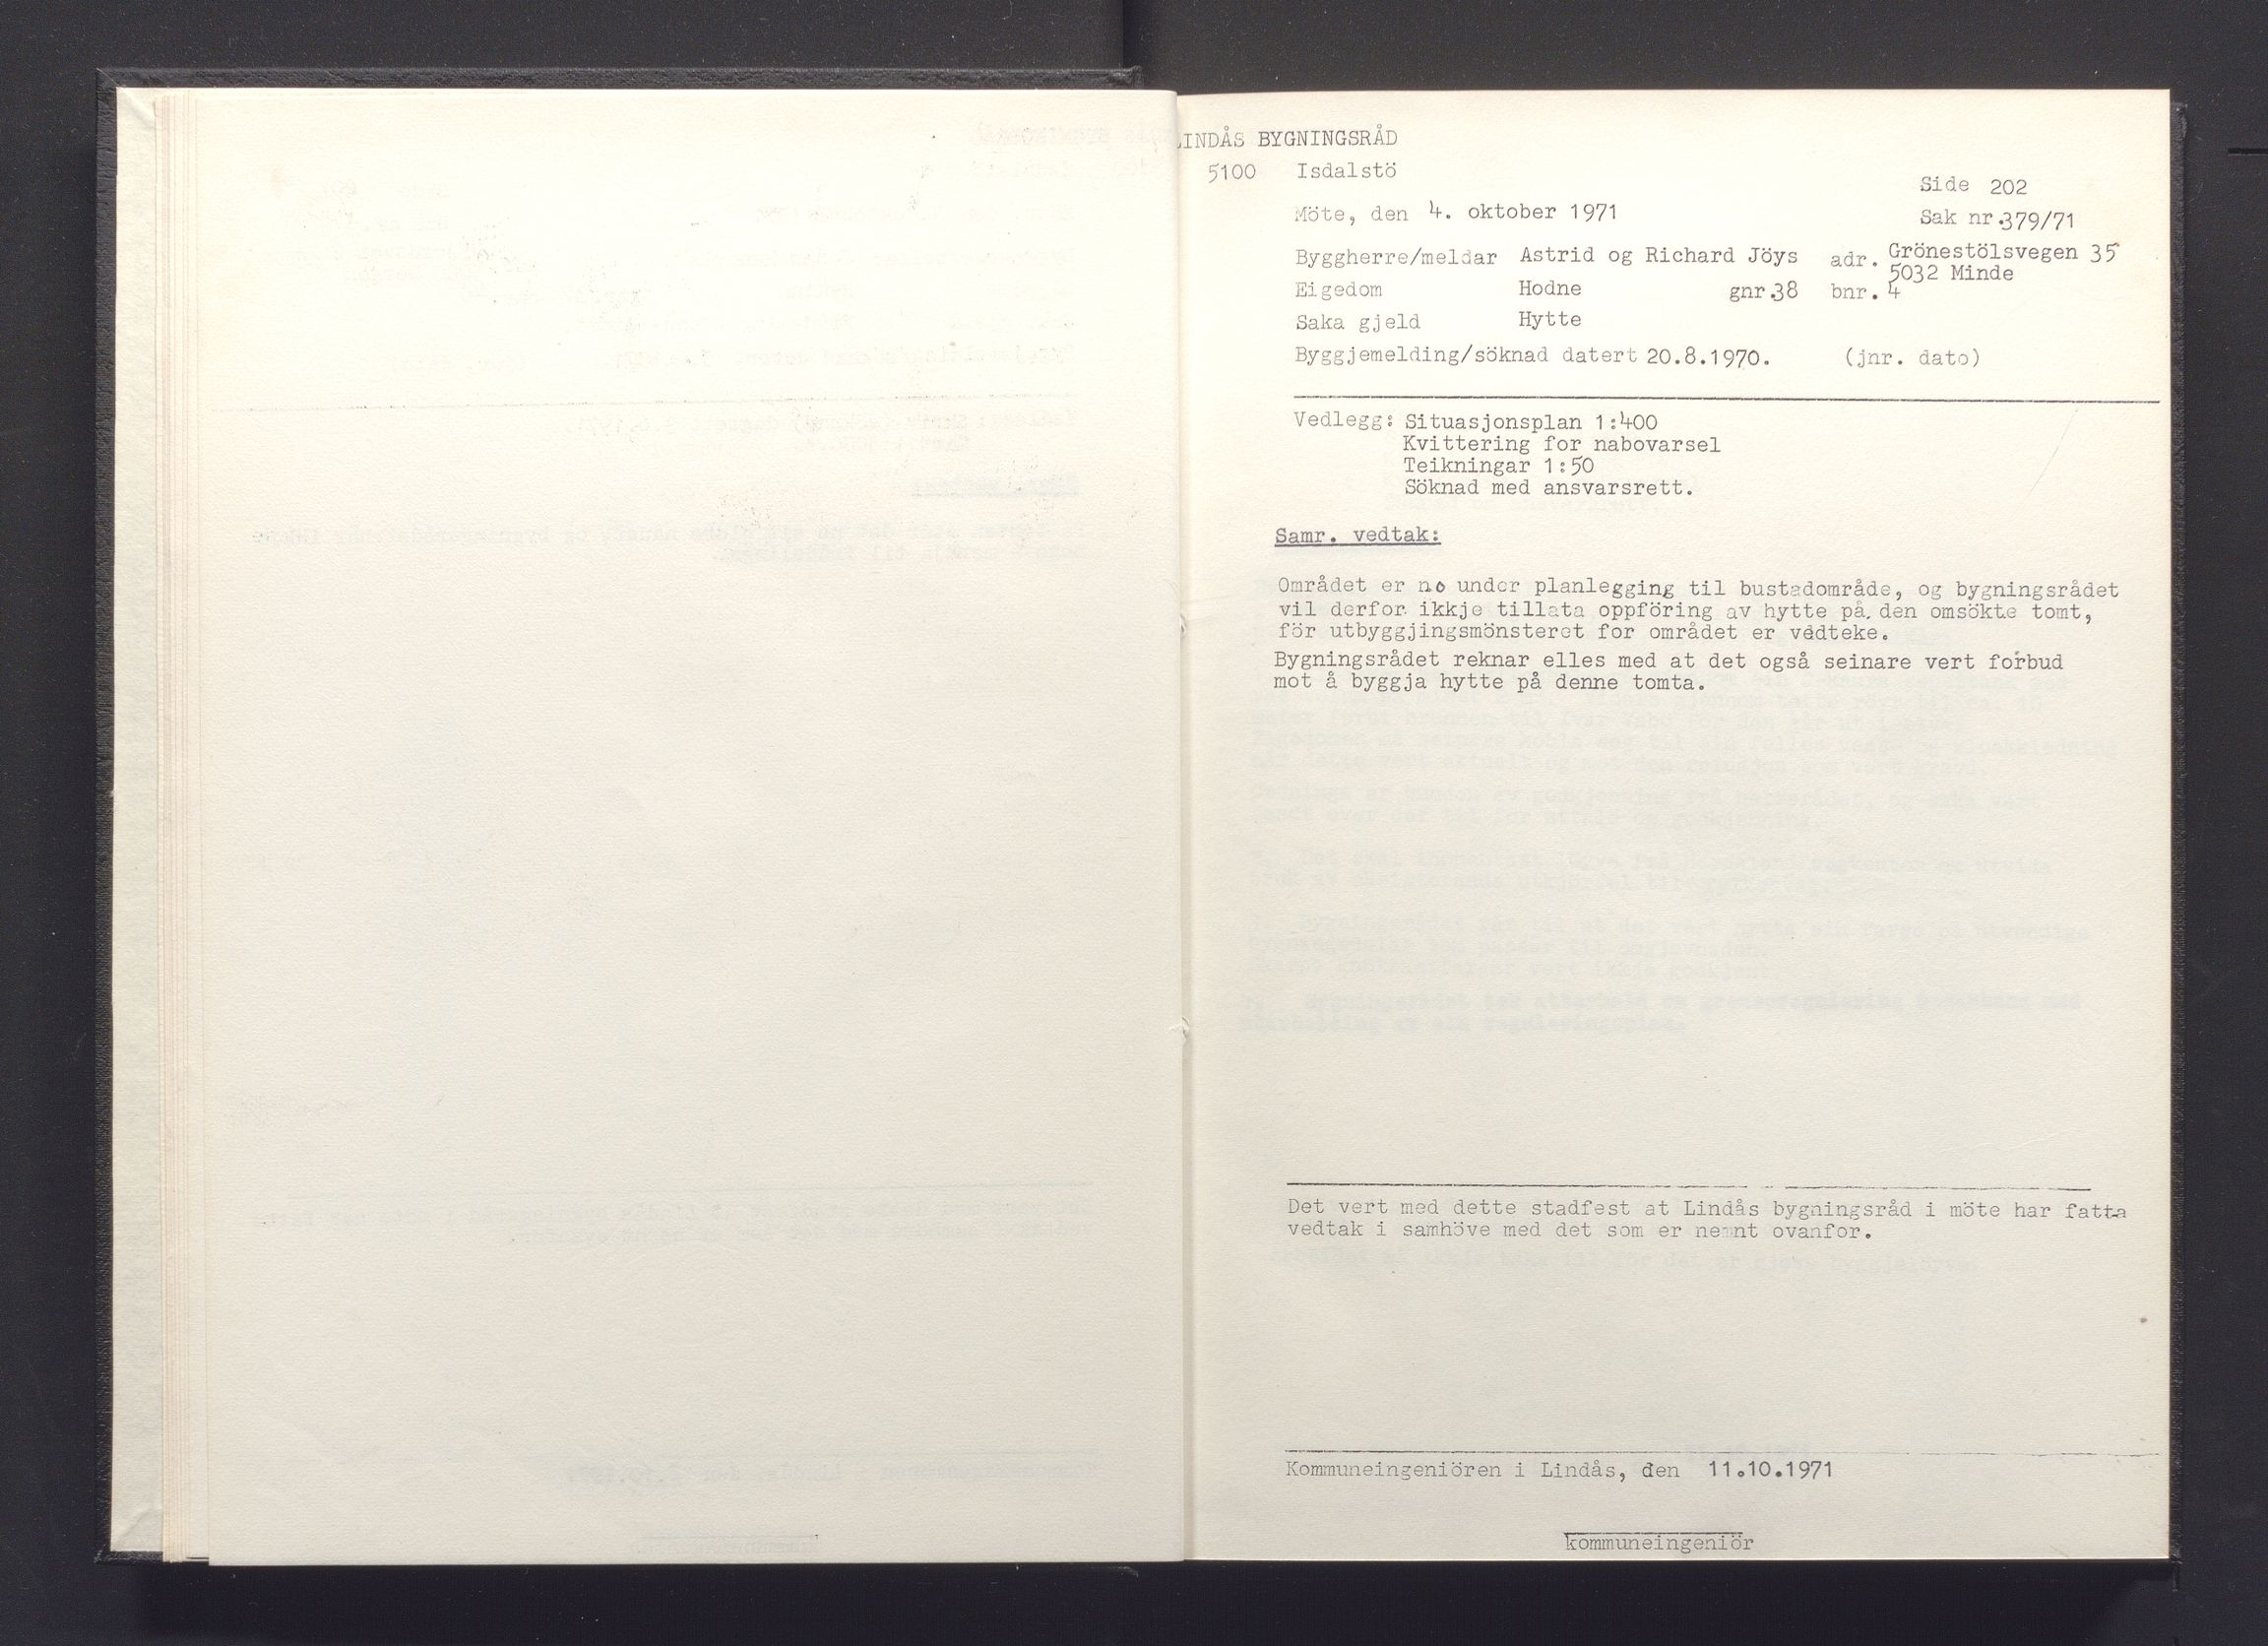 LINDÅS BYGNINGSRÅD
5100 Isdalstö
Side 202
Möte, den 4. oktober 1971
Sak nr.379/71
Byggherre/meldar Astrid og Richard Jöys adr. Grönestölsvegen 35
5032 Minde
Eigedom Hodne gnr.38 bnr. 4
Saka gjeld Hytte
Byggjemelding/söknad datert 20.8.1970. (jnr. dato)
Vedlegg: Situasjonsplan 1:400
Kvittering for nabovarsel
Teikningar 1:50
Söknad med ansvarsrett.
Samr. vedtak:
Området er no under planlegging til bustadområde, og bygningsrådet
vil derfor ikkje tillata oppföring av hytte på den omsökte tomt,
för utbyggjingsmönsteret for området er vedteke.
Bygningsrådet reknar elles med at det også seinare vert forbud
mot å byggja hytte på denne tomta.
Det vert med dette stadfest at Lindås bygningsråd i möte har fatta
vedtak i samhöve med det som er nemnt ovanfor.
Kommuneingeniören i Lindås, den 11.10.1971
kommuneingeniör